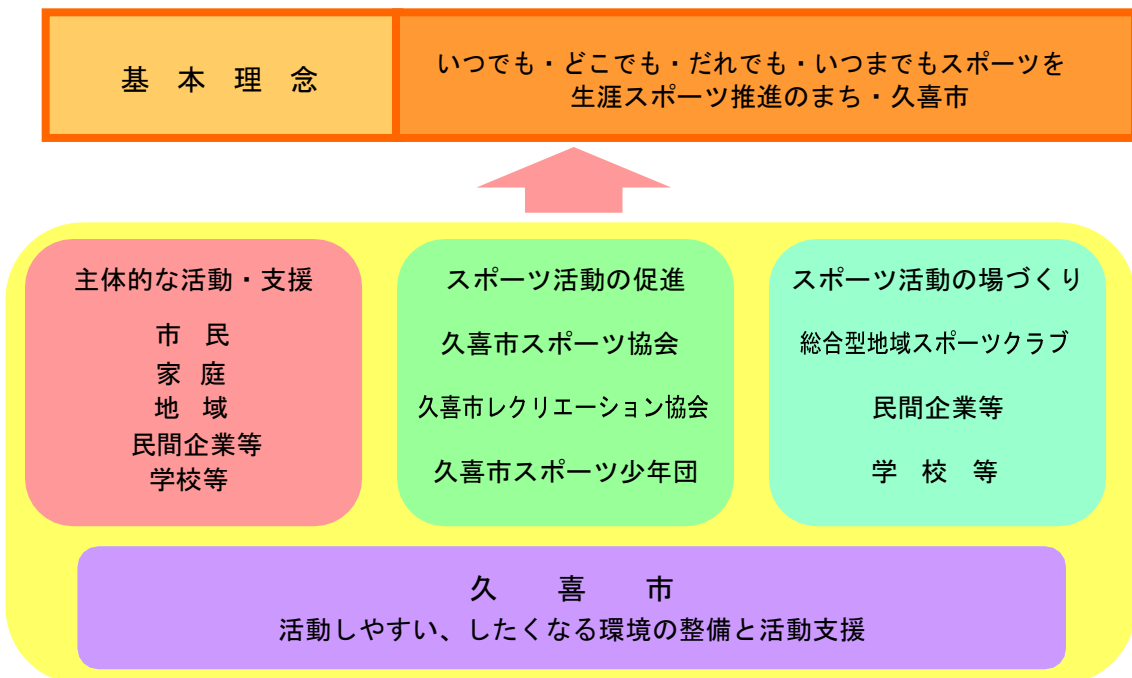 基本理念
いつでも・どこでも・だれでも・いつまでもスポーツを
生涯スポーツ推進のまち・久喜市
主体的な活動・支援
市民
家庭
地域
民間企業等
学校等
スポーツ活動の促進
久喜市スポーツ協会
久喜市レクリエーション協会
久喜市スポーツ少年団
スポーツ活動の場づくり
総合型地域スポーツクラブ
民間企業等
学校等
久喜市
活動しやすい、したくなる環境の整備と活動支援